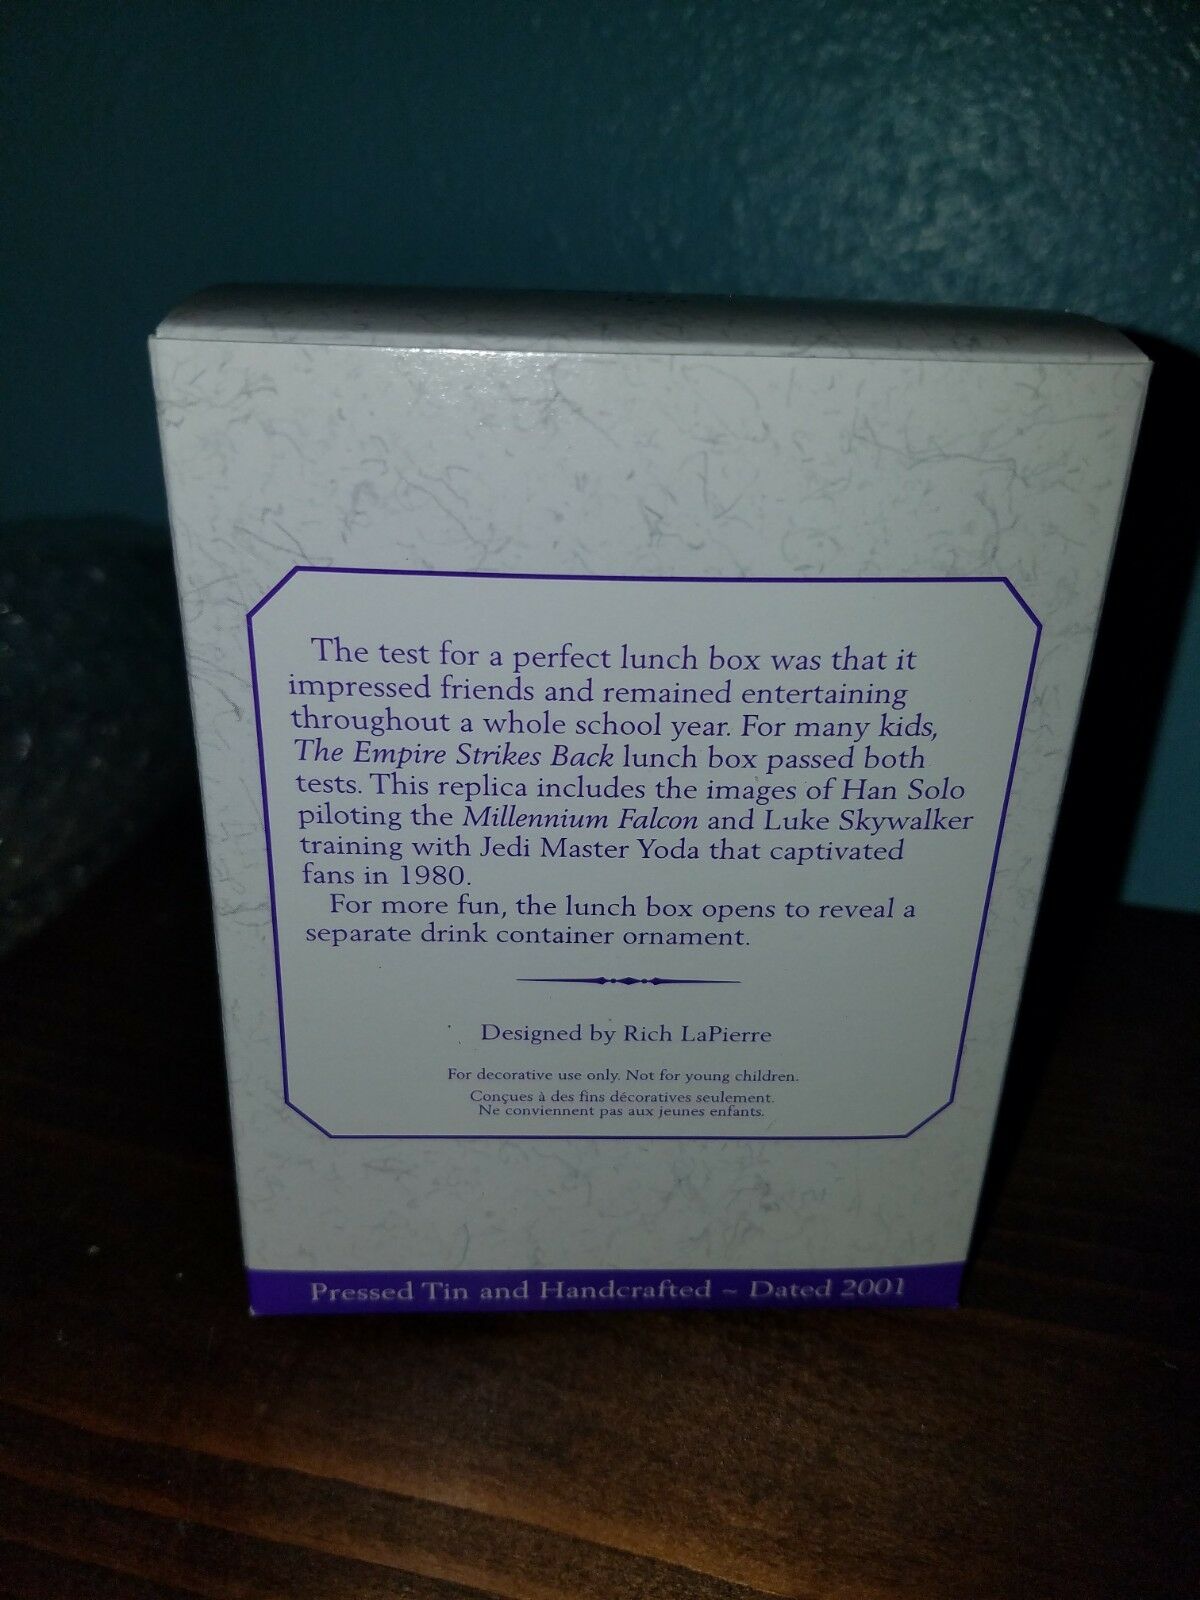 The test for a perfect lunch box was that it
impressed friends and remained entertaining
throughout a whole school year. For many kids,
The Empire Strikes Back lunch box passed both
tests. This replica includes the images of Han Solo
piloting the Millennium Falcon and Luke Skywalker
training with Jedi Master Yoda that captivated
fans in 1980.
For more fun, the lunch box opens to reveal a
separate drink container ornament.
Designed by Rich LaPierre
For decorative use only. Not for young children.
Conçues à des fins décoratives seulement.
Ne conviennent pas aux jeunes enfants.
Pressed Tin and Handcrafted ~ Dated 2001